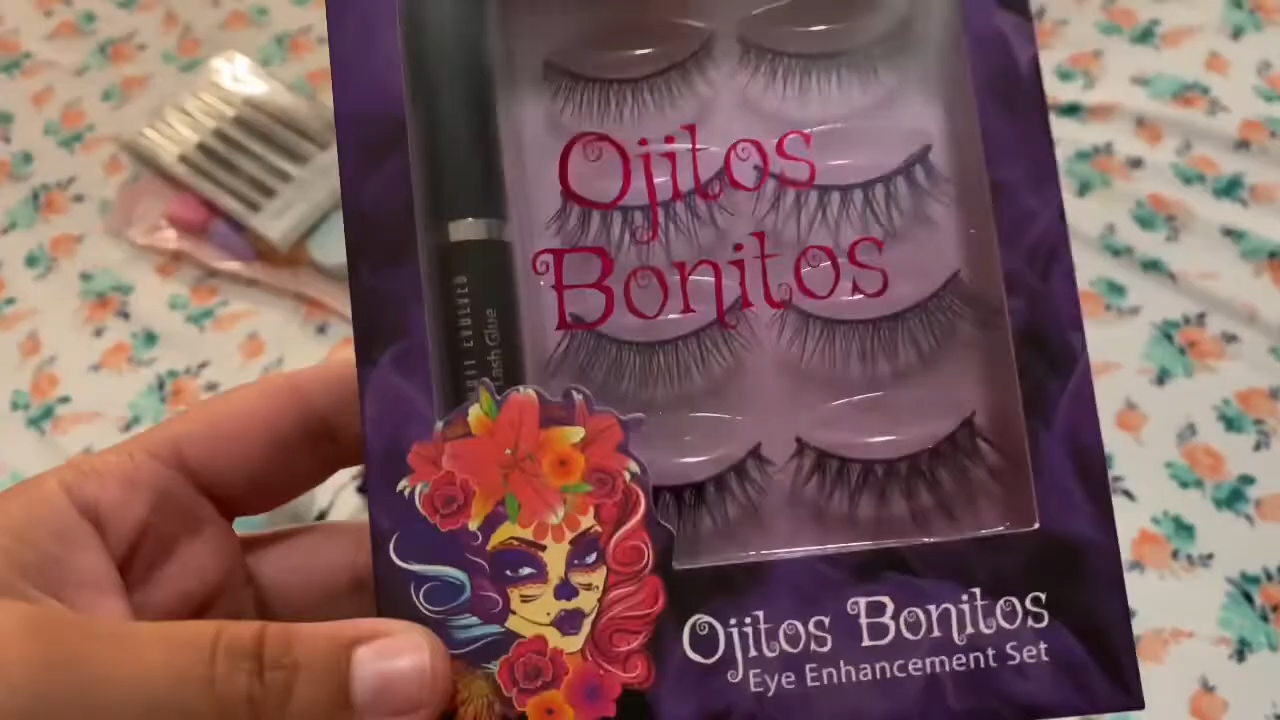 Ojitos
Bonitos
Lash Glue
Ojitos Bonitos
Eye Enhancement Set